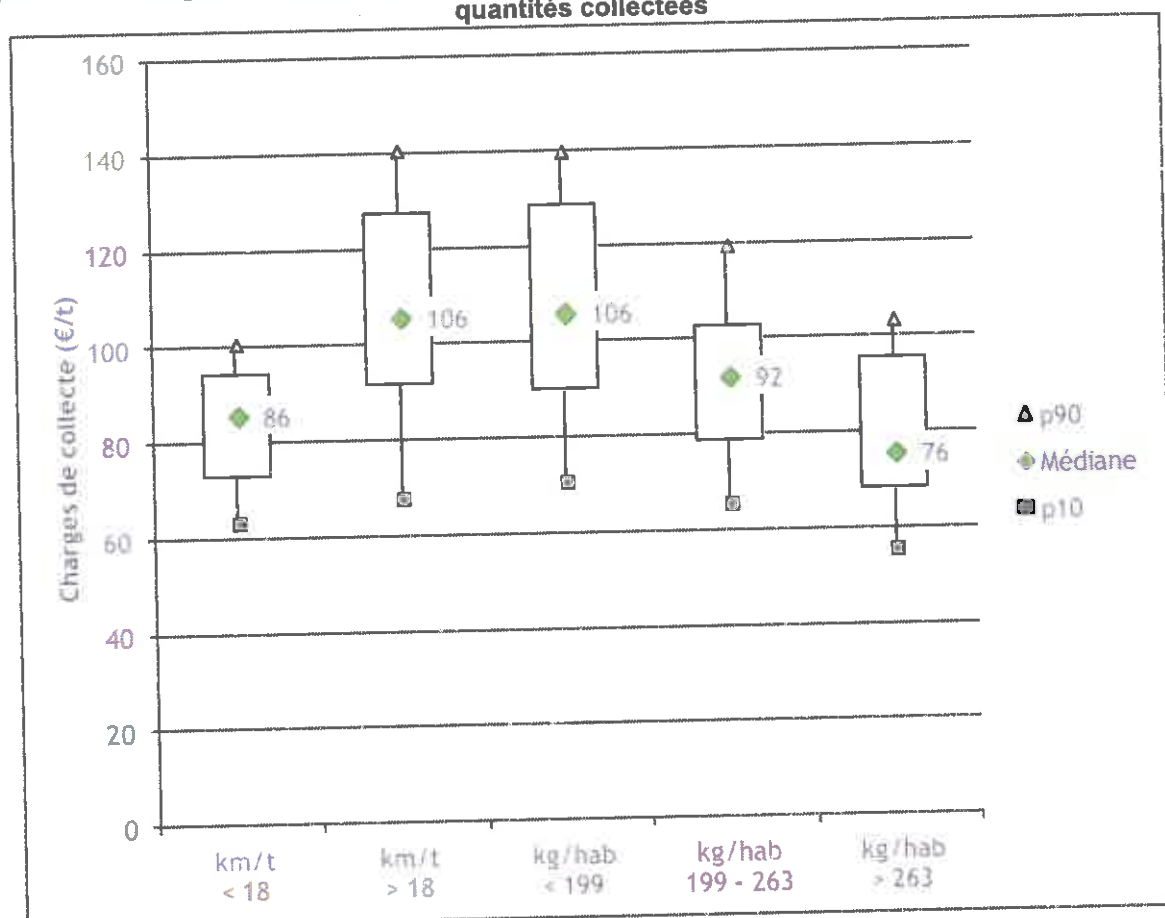 quantités collectées
160
140
120
100
80
60
40
20
0
Charges de collecte (€/t)
86
106
106
92
76
p90
Médiane
p10
km/t
< 18
km/t
> 18
kg/hab
< 199
kg/hab
199 - 263
kg/hab
> 263